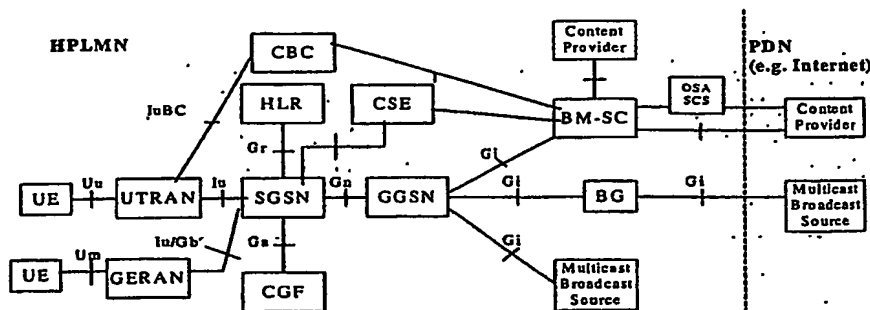 HPLMN
CBC
Content
Provider
PDN
(e.g. Internet)
HLR
CSE
OSA
SCS
BM-SC
Content
Provider
IuBC
Gr
Gi
UE
Uu
UTRAN
Iu
SGSN
Gn
GGSN
Gi
BG
Gi
Multicast
Broadcast
Source
Iu/Gb
Ga
Gi
UE
Um
GERAN
CGF
Multicast
Broadcast
Source